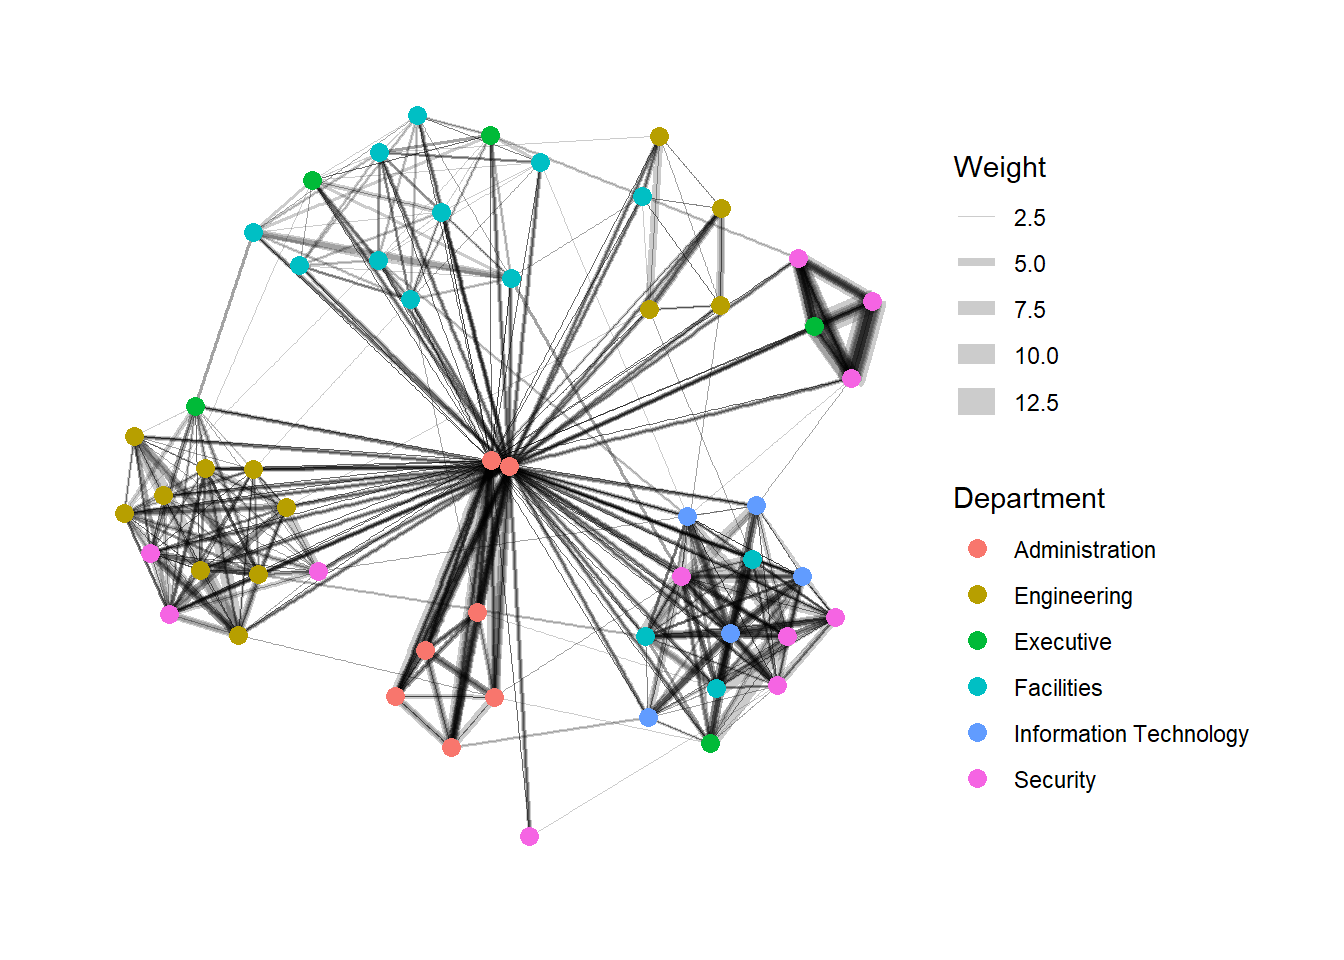 Weight
2.5
5.0
7.5
10.0
12.5
Department
Administration
Engineering
Executive
Facilities
Information Technology
Security